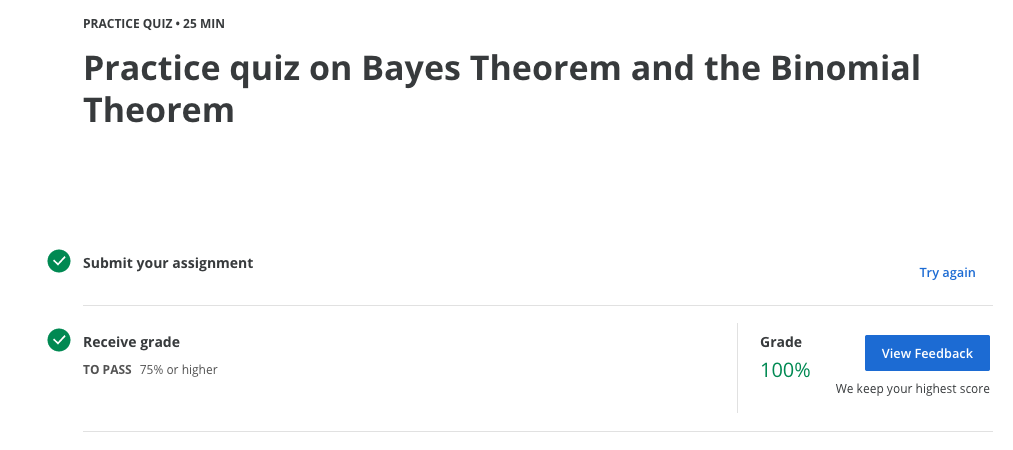 PRACTICE QUIZ • 25 MIN
Practice quiz on Bayes Theorem and the Binomial
Theorem
Submit your assignment
Try again
Receive grade
TO PASS 75% or higher
Grade
100%
View Feedback
We keep your highest score